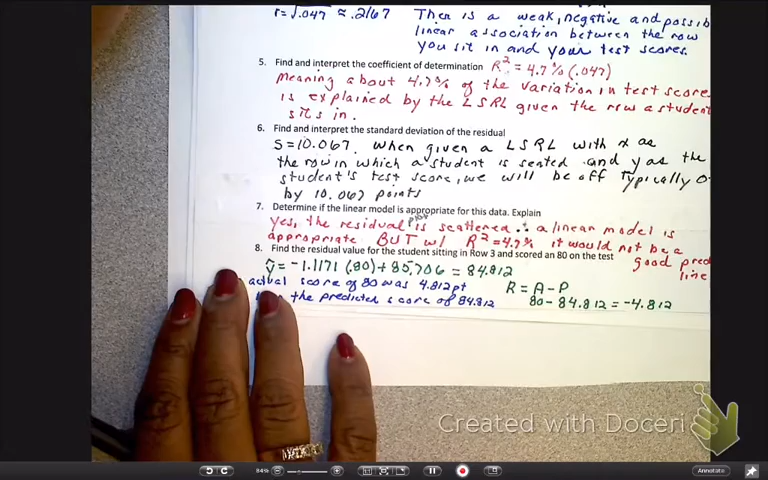 r=√.047 ≈ .2167 There is a weak, negative and possib
linear association between the row
you sit in and your test scores.
5. Find and interpret the coefficient of determination R² = 4.7% (.047)
Meaning about 4.7% of the variation in test scores
is explained by the LSRL given the row a student
sits in.
6. Find and interpret the standard deviation of the residual
S=10.067. When given a LSRL with x as
the row in which a student is seated and y as the
student's test score, we will be off typically o
by 10.067 points
7. Determine if the linear model is appropriate for this data. Explain
Yes, the residual plot is scattered ∴ a linear model is
appropriate BUT w/ R²=4.7% it would not be a
good pred
line
8. Find the residual value for the student sitting in Row 3 and scored an 80 on the test
ŷ = -1.1171 (.80) + 85.706 = 84.812
actual score of 80 was 4.812pt
the predicted score of 84.812
R = A - P
80 - 84.812 = -4.812
Created with Doceri
84%
Annotate